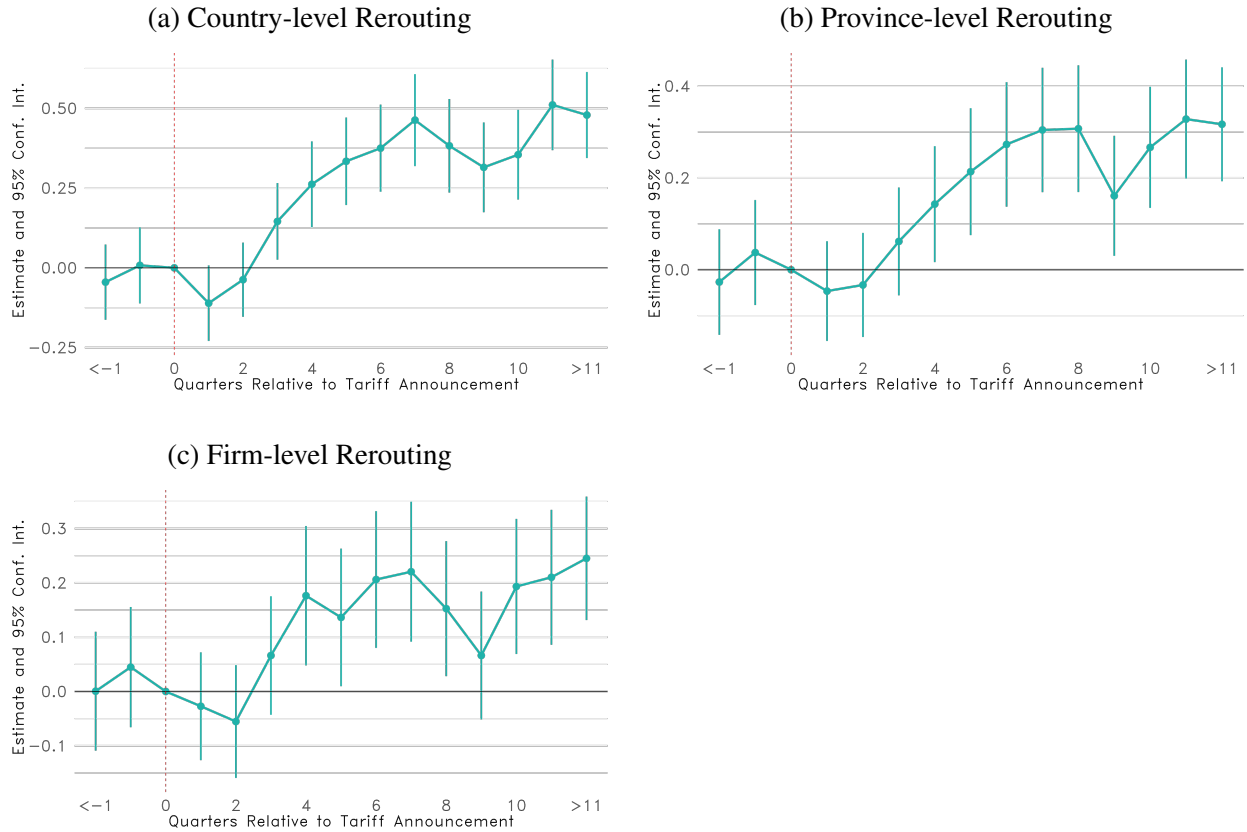 (a) Country-level Rerouting
Estimate and 95% Conf. Int.
0.50
0.25
0.00
−0.25
<−1 0 2 4 6 8 10 >11
Quarters Relative to Tariff Announcement
(b) Province-level Rerouting
Estimate and 95% Conf. Int.
0.4
0.2
0.0
<−1 0 2 4 6 8 10 >11
Quarters Relative to Tariff Announcement
(c) Firm-level Rerouting
Estimate and 95% Conf. Int.
0.3
0.2
0.1
0.0
−0.1
<−1 0 2 4 6 8 10 >11
Quarters Relative to Tariff Announcement